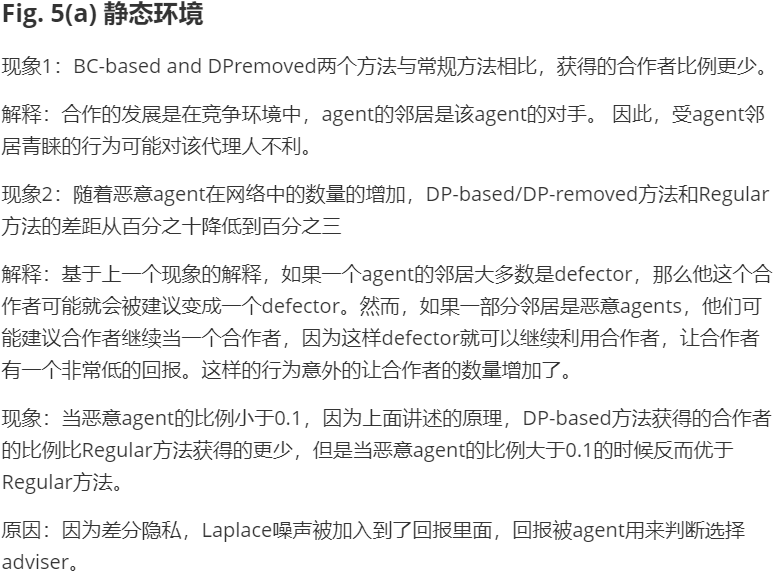 Fig. 5(a) 静态环境
现象1：BC-based and DPremoved两个方法与常规方法相比，获得的合作者比例更少。
解释：合作的发展是在竞争环境中，agent的邻居是该agent的对手。 因此，受agent邻
居青睐的行为可能对该代理人不利。
现象2：随着恶意agent在网络中的数量的增加，DP-based/DP-removed方法和Regular
方法的差距从百分之十降低到百分之三
解释：基于上一个现象的解释，如果一个agent的邻居大多数是defector，那么他这个合
作者可能就会被建议变成一个defector。然而，如果一部分邻居是恶意agents，他们可
能建议合作者继续当一个合作者，因为这样defector就可以继续利用合作者，让合作者
有一个非常低的回报。这样的行为意外的让合作者的数量增加了。
现象：当恶意agent的比例小于0.1，因为上面讲述的原理，DP-based方法获得的合作者
的比例比Regular方法获得的更少，但是当恶意agent的比例大于0.1的时候反而优于
Regular方法。
原因：因为差分隐私，Laplace噪声被加入到了回报里面，回报被agent用来判断选择
adviser。